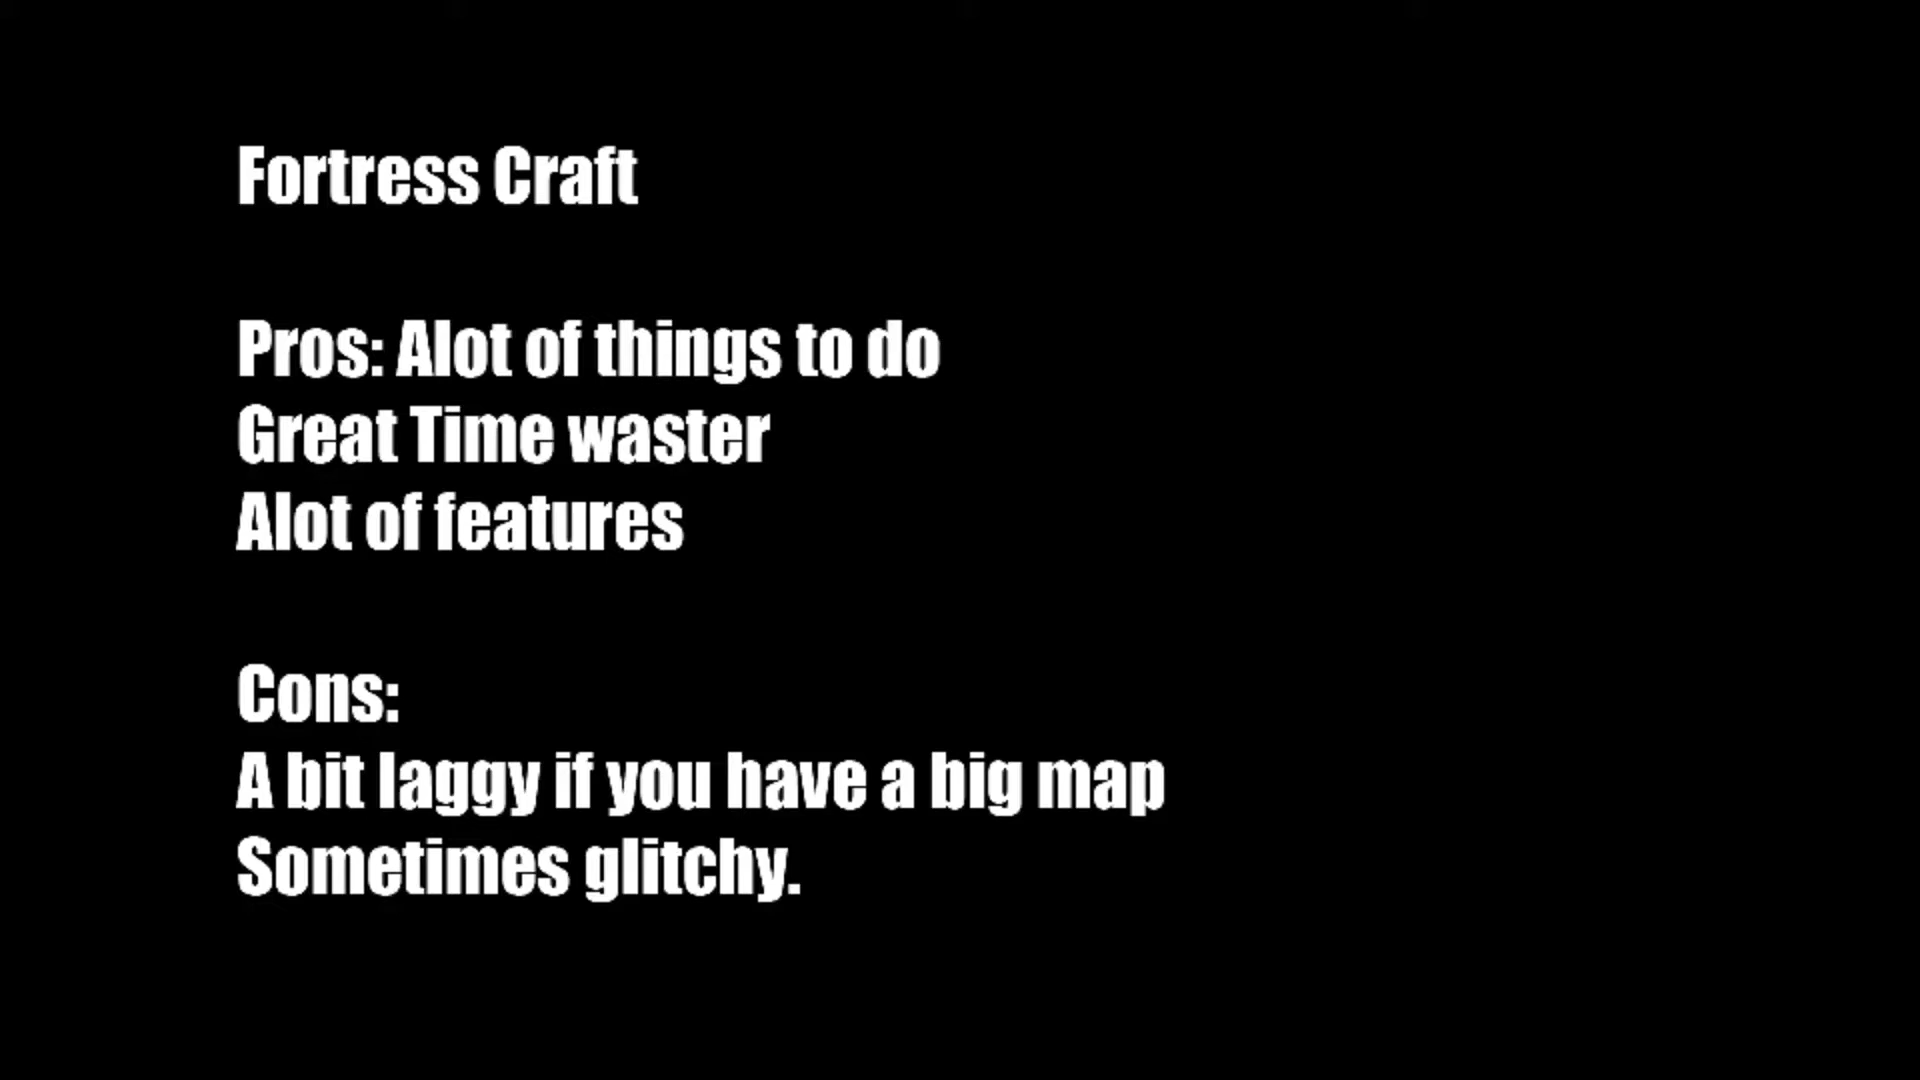 Fortress Craft
Pros: Alot of things to do
Great Time waster
Alot of features
Cons:
A bit laggy if you have a big map
Sometimes glitchy.